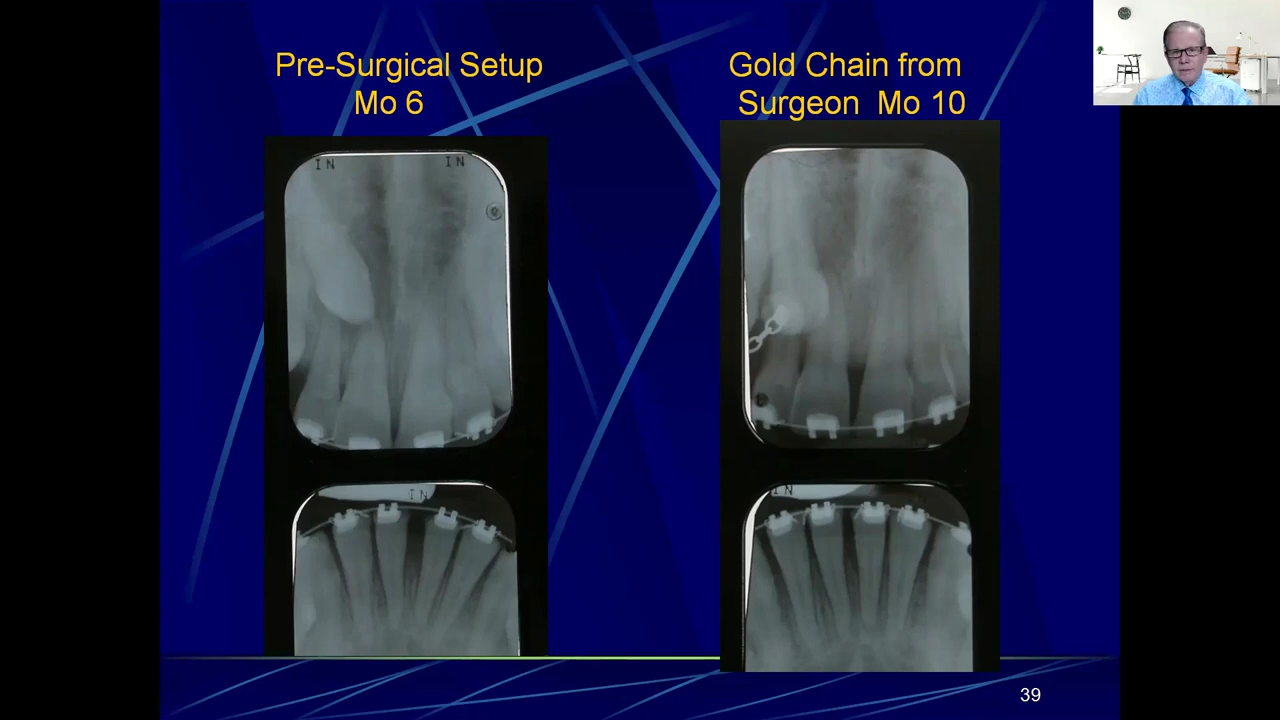 Pre-Surgical Setup
Mo 6
Gold Chain from
Surgeon Mo 10
IN
IN
IN
IN
39